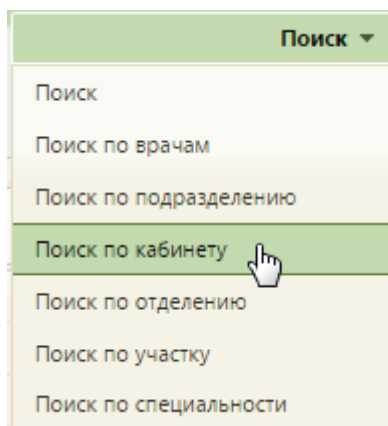 Поиск
Поиск
Поиск по врачам
Поиск по подразделению
Поиск по кабинету
Поиск по отделению
Поиск по участку
Поиск по специальности